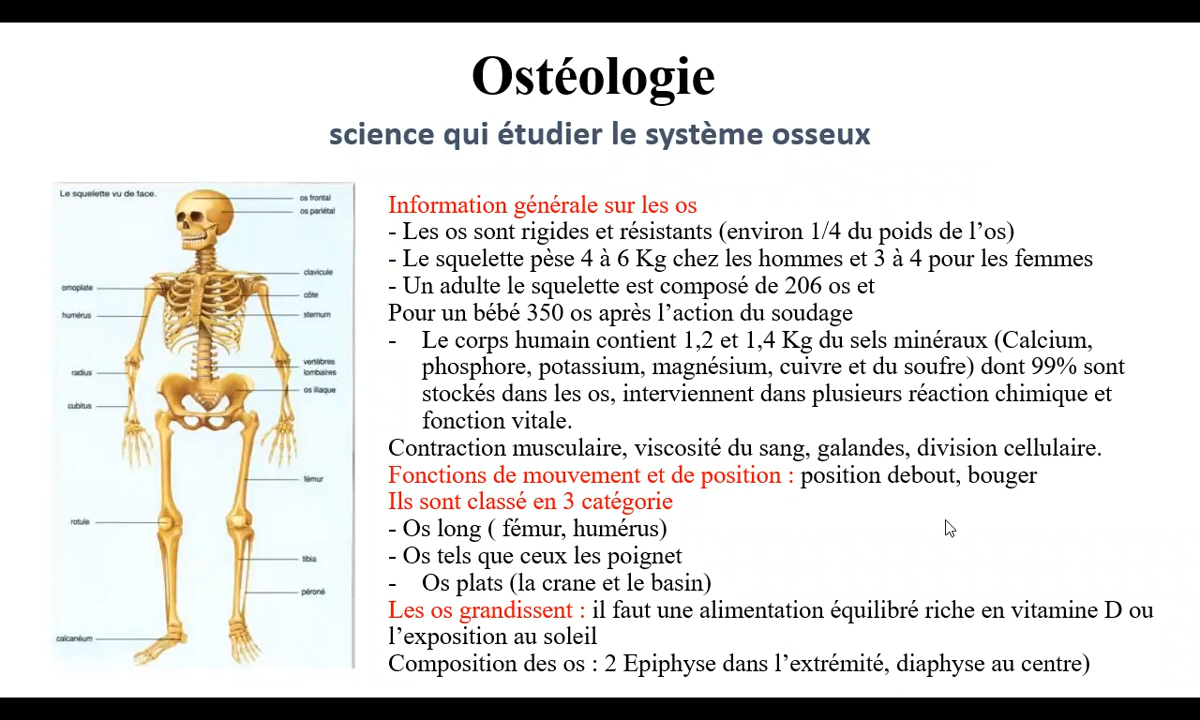 Ostéologie
science qui étudier le système osseux
Le squelette vu de face.
os frontal
os pariétal
clavicule
omoplate
côte
humérus
sternum
vertèbres
lombaires
radius
os iliaque
cubitus
fémur
rotule
tibia
péroné
calcanéum
Information générale sur les os
- Les os sont rigides et résistants (environ 1/4 du poids de l’os)
- Le squelette pèse 4 à 6 Kg chez les hommes et 3 à 4 pour les femmes
- Un adulte le squelette est composé de 206 os et
Pour un bébé 350 os après l’action du soudage
- Le corps humain contient 1,2 et 1,4 Kg du sels minéraux (Calcium,
phosphore, potassium, magnésium, cuivre et du soufre) dont 99% sont
stockés dans les os, interviennent dans plusieurs réaction chimique et
fonction vitale.
Contraction musculaire, viscosité du sang, galandes, division cellulaire.
Fonctions de mouvement et de position : position debout, bouger
Ils sont classé en 3 catégorie
- Os long ( fémur, humérus)
- Os tels que ceux les poignet
- Os plats (la crane et le basin)
Les os grandissent : il faut une alimentation équilibré riche en vitamine D ou
l’exposition au soleil
Composition des os : 2 Epiphyse dans l’extrémité, diaphyse au centre)